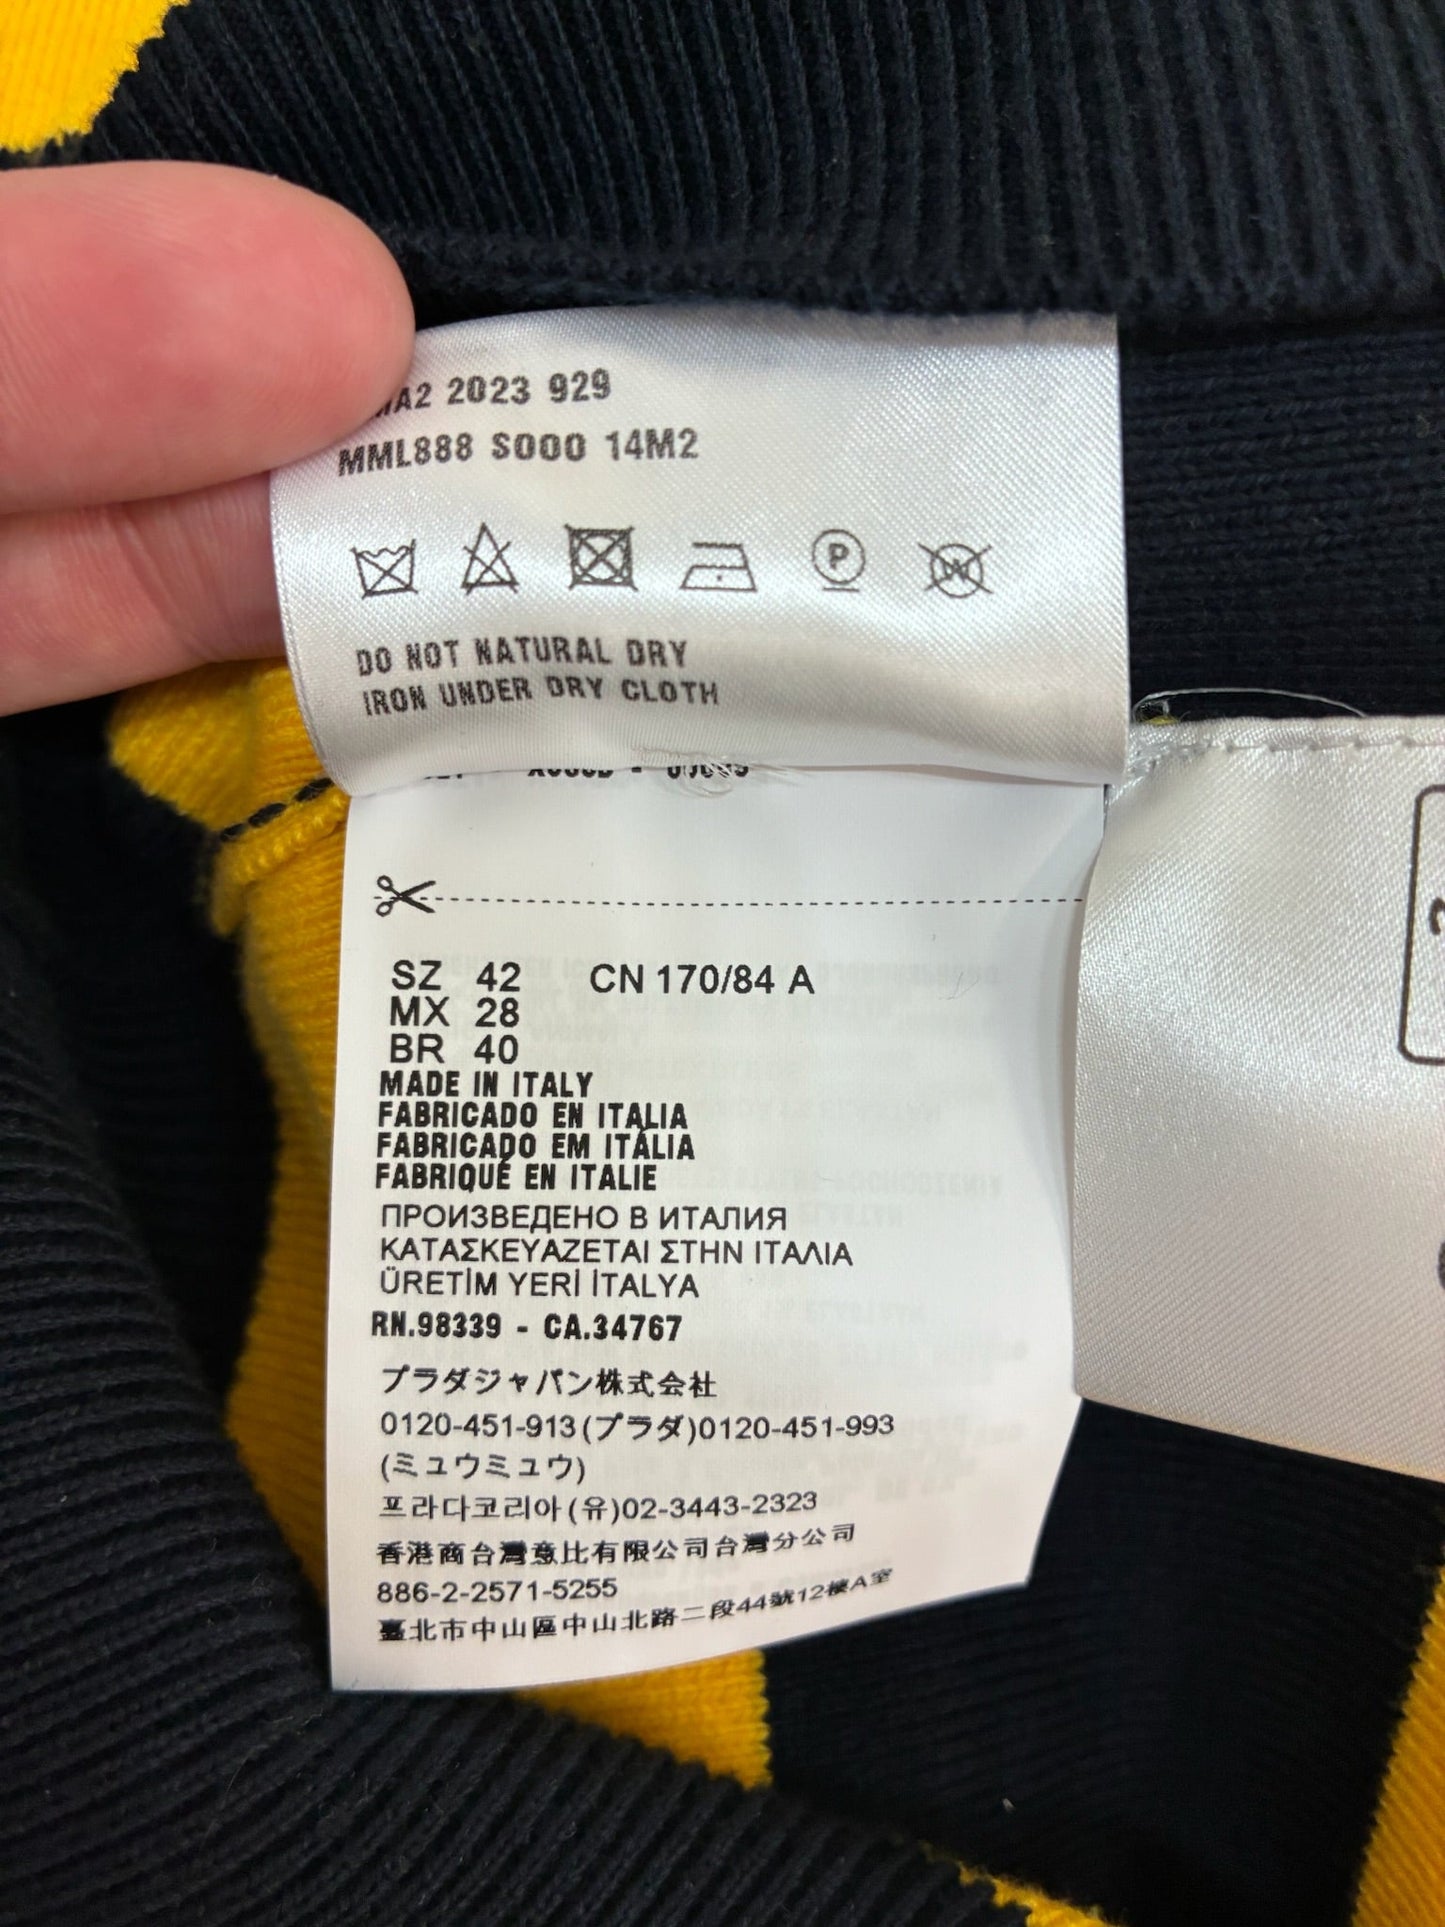 2023 929
MML888 S000 14M2
P
W
DO NOT NATURAL DRY
IRON UNDER DRY CLOTH
SZ 42 CN 170/84 A
MX 28
BR 40
MADE IN ITALY
FABRICADO EN ITALIA
FABRICADO EM ITÁLIA
FABRIQUÉ EN ITALIE
ПРОИЗВЕДЕНО В ИТАЛИЯ
ΚΑΤΑΣΚΕΥΑΖΕΤΑΙ ΣΤΗΝ ΙΤΑΛΙΑ
ÜRETİM YERİ İTALYA
RN.98339 - CA.34767
プラダジャパン株式会社
0120-451-913(プラダ)0120-451-993
(ミュウミュウ)
프라다코리아(유)02-3443-2323
香港商台灣意比有限公司台灣分公司
886-2-2571-5255
臺北市中山區中山北路二段44號12樓A室